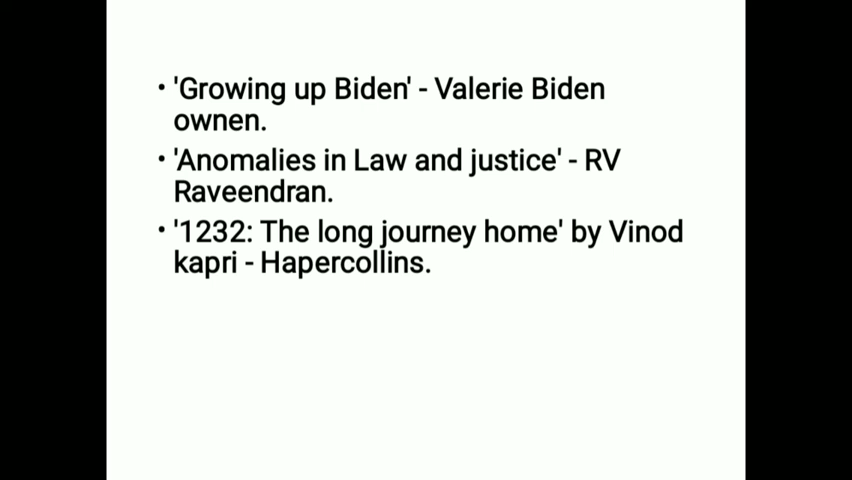 • 'Growing up Biden' - Valerie Biden
ownen.
• 'Anomalies in Law and justice' - RV
Raveendran.
• '1232: The long journey home' by Vinod
kapri - Hapercollins.